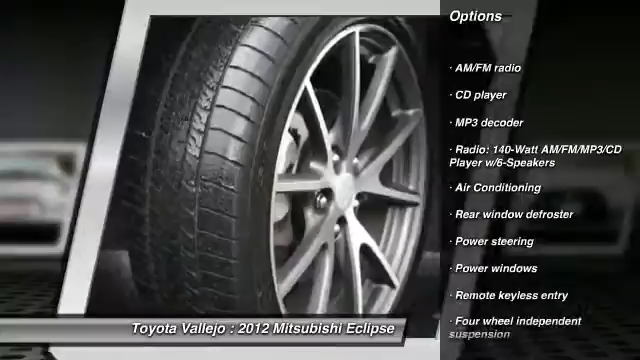 Options
· AM/FM radio
· CD player
· MP3 decoder
· Radio: 140-Watt AM/FM/MP3/CD
Player w/6-Speakers
· Air Conditioning
· Rear window defroster
· Power steering
· Power windows
· Remote keyless entry
· Four wheel independent
suspension
Toyota Vallejo : 2012 Mitsubishi Eclipse